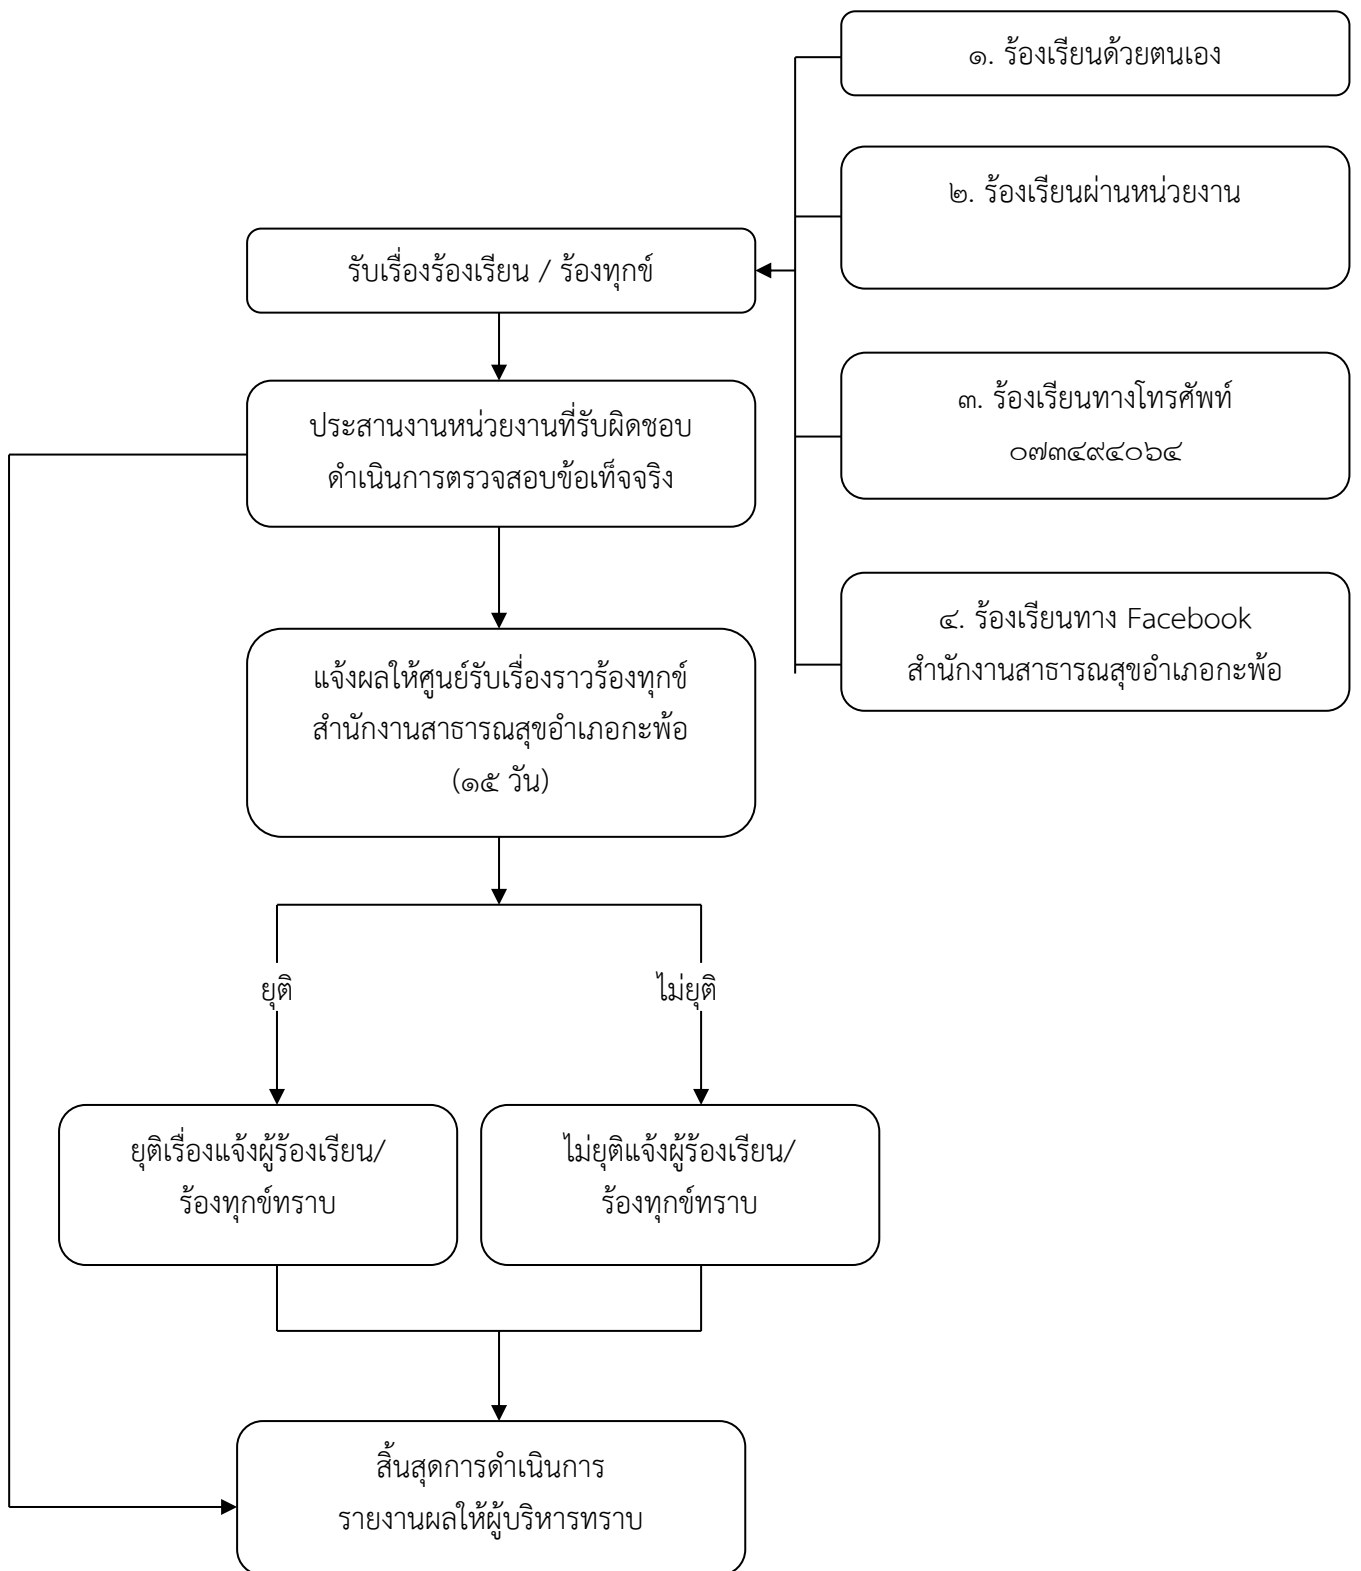 ๑. ร้องเรียนด้วยตนเอง
๒. ร้องเรียนผ่านหน่วยงาน
รับเรื่องร้องเรียน / ร้องทุกข์
๓. ร้องเรียนทางโทรศัพท์
๐๗๓๔๙๔๐๖๔
ประสานงานหน่วยงานที่รับผิดชอบ
ดำเนินการตรวจสอบข้อเท็จจริง
๔. ร้องเรียนทาง Facebook
สำนักงานสาธารณสุขอำเภอกะพ้อ
แจ้งผลให้ศูนย์รับเรื่องราวร้องทุกข์
สำนักงานสาธารณสุขอำเภอกะพ้อ
(๑๕ วัน)
ยุติ
ไม่ยุติ
ยุติเรื่องแจ้งผู้ร้องเรียน/
ร้องทุกข์ทราบ
ไม่ยุติแจ้งผู้ร้องเรียน/
ร้องทุกข์ทราบ
สิ้นสุดการดำเนินการ
รายงานผลให้ผู้บริหารทราบ